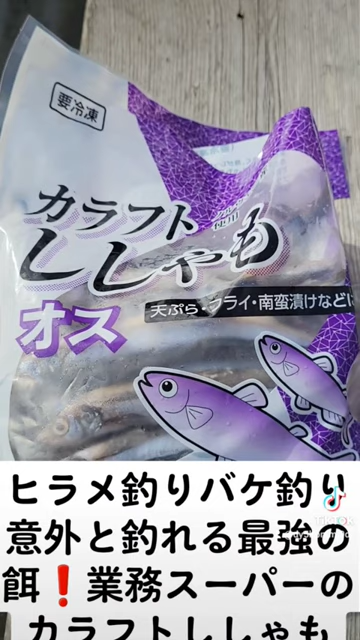 要冷凍
カラフト
ししゃも
使用
オス
天ぷら・フライ・南蛮漬けなどに
ヒラメ釣りバケ釣り
意外と釣れる最強の
餌❗業務スーパーの
カラフトししゃも